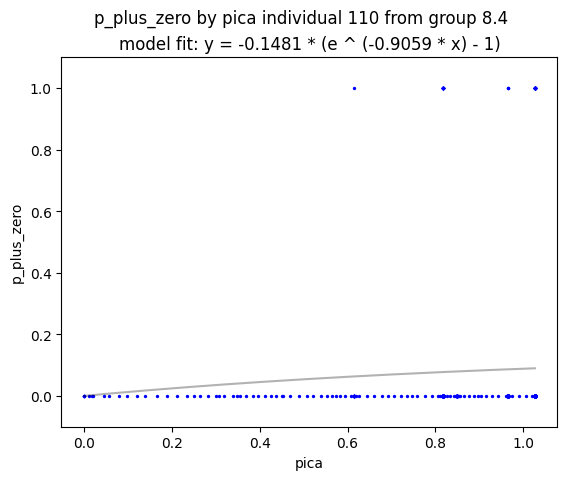 p_plus_zero by pica individual 110 from group 8.4
model fit: y = -0.1481 * (e ^ (-0.9059 * x) - 1)
1.0
0.8
0.6
0.4
0.2
0.0
p_plus_zero
0.0 0.2 0.4 0.6 0.8 1.0
pica